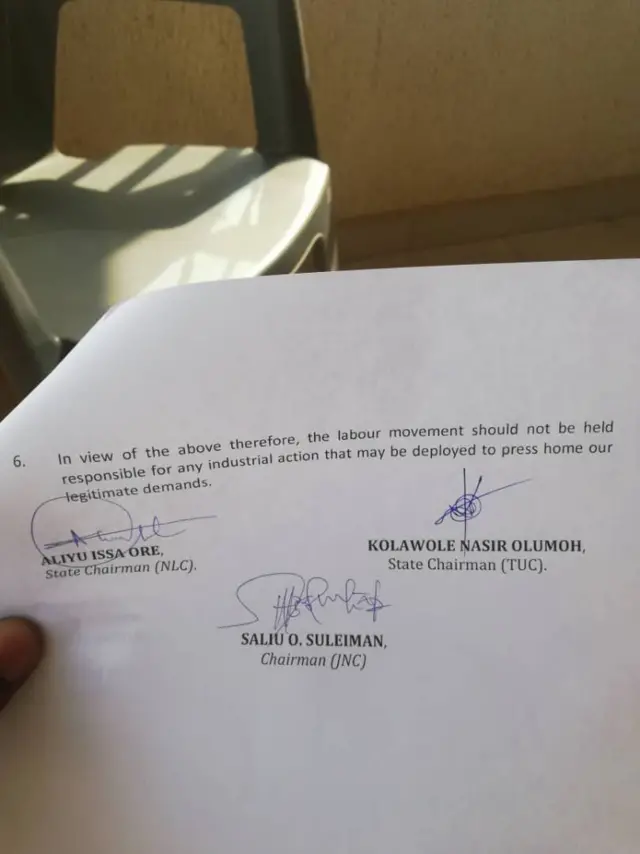 6. In view of the above therefore, the labour movement should not be held
responsible for any industrial action that may be deployed to press home our
legitimate demands.
ALIYU ISSA ORE,
State Chairman (NLC).
KOLAWOLE NASIR OLUMOH,
State Chairman (TUC).
SALIU O. SULEIMAN,
Chairman (JNC)